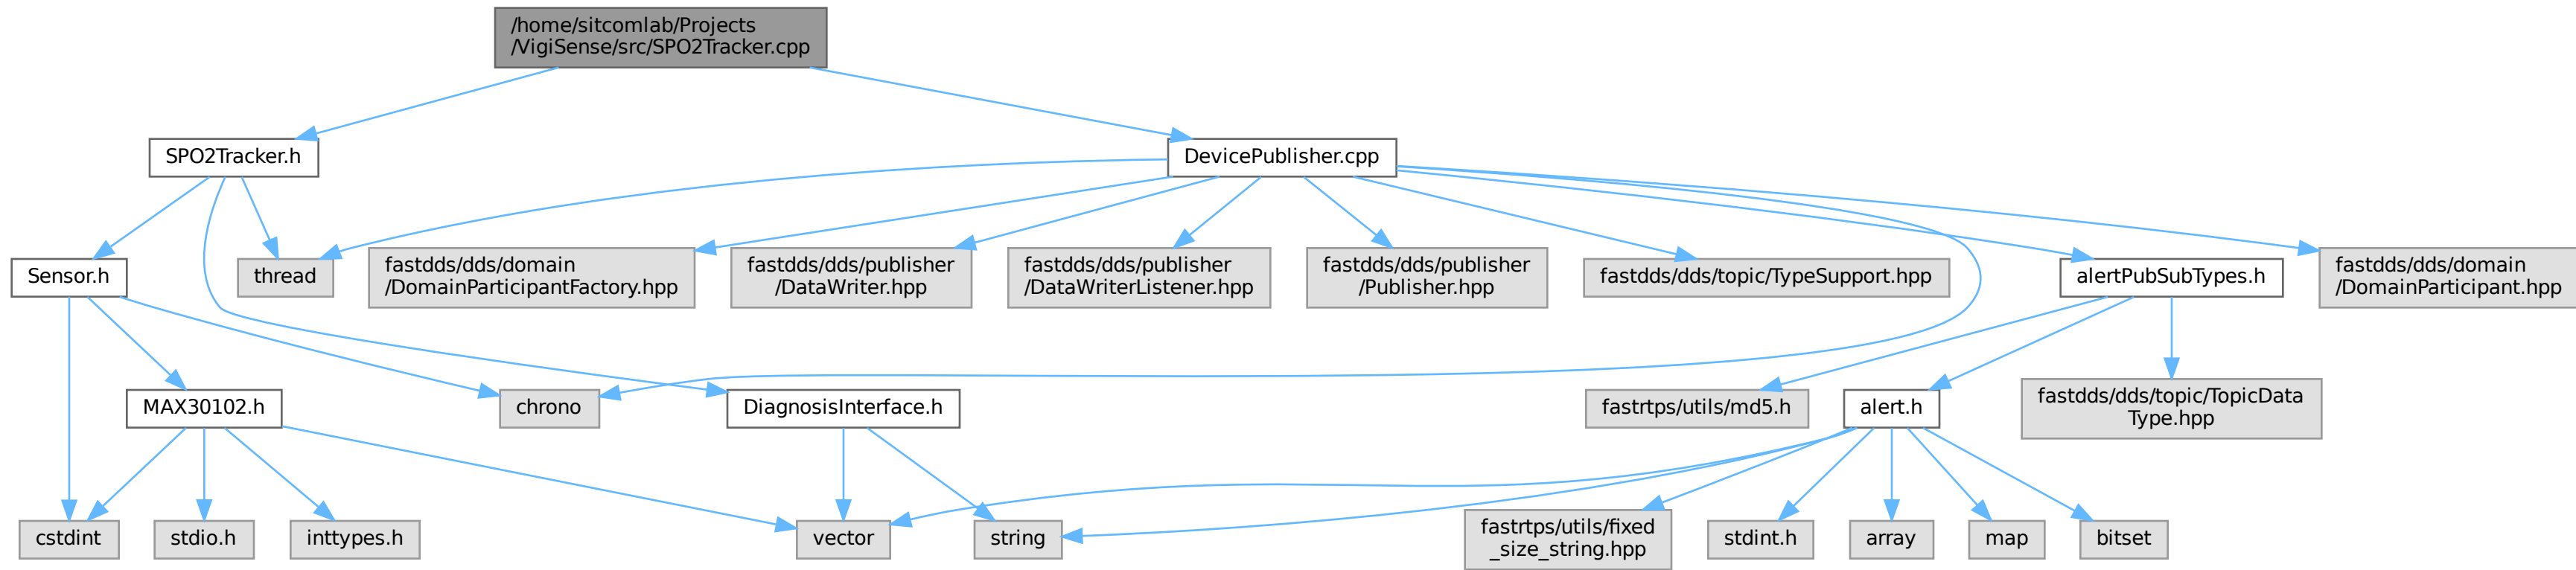 /home/sitcomlab/Projects
/VigiSense/src/SPO2Tracker.cpp
SPO2Tracker.h
DevicePublisher.cpp
Sensor.h
thread
fastdds/dds/domain
/DomainParticipantFactory.hpp
fastdds/dds/publisher
/DataWriter.hpp
fastdds/dds/publisher
/DataWriterListener.hpp
fastdds/dds/publisher
/Publisher.hpp
fastdds/dds/topic/TypeSupport.hpp
alertPubSubTypes.h
fastdds/dds/domain
/DomainParticipant.hpp
MAX30102.h
chrono
DiagnosisInterface.h
fastrtps/utils/md5.h
alert.h
fastdds/dds/topic/TopicData
Type.hpp
cstdint
stdio.h
inttypes.h
vector
string
fastrtps/utils/fixed
_size_string.hpp
stdint.h
array
map
bitset